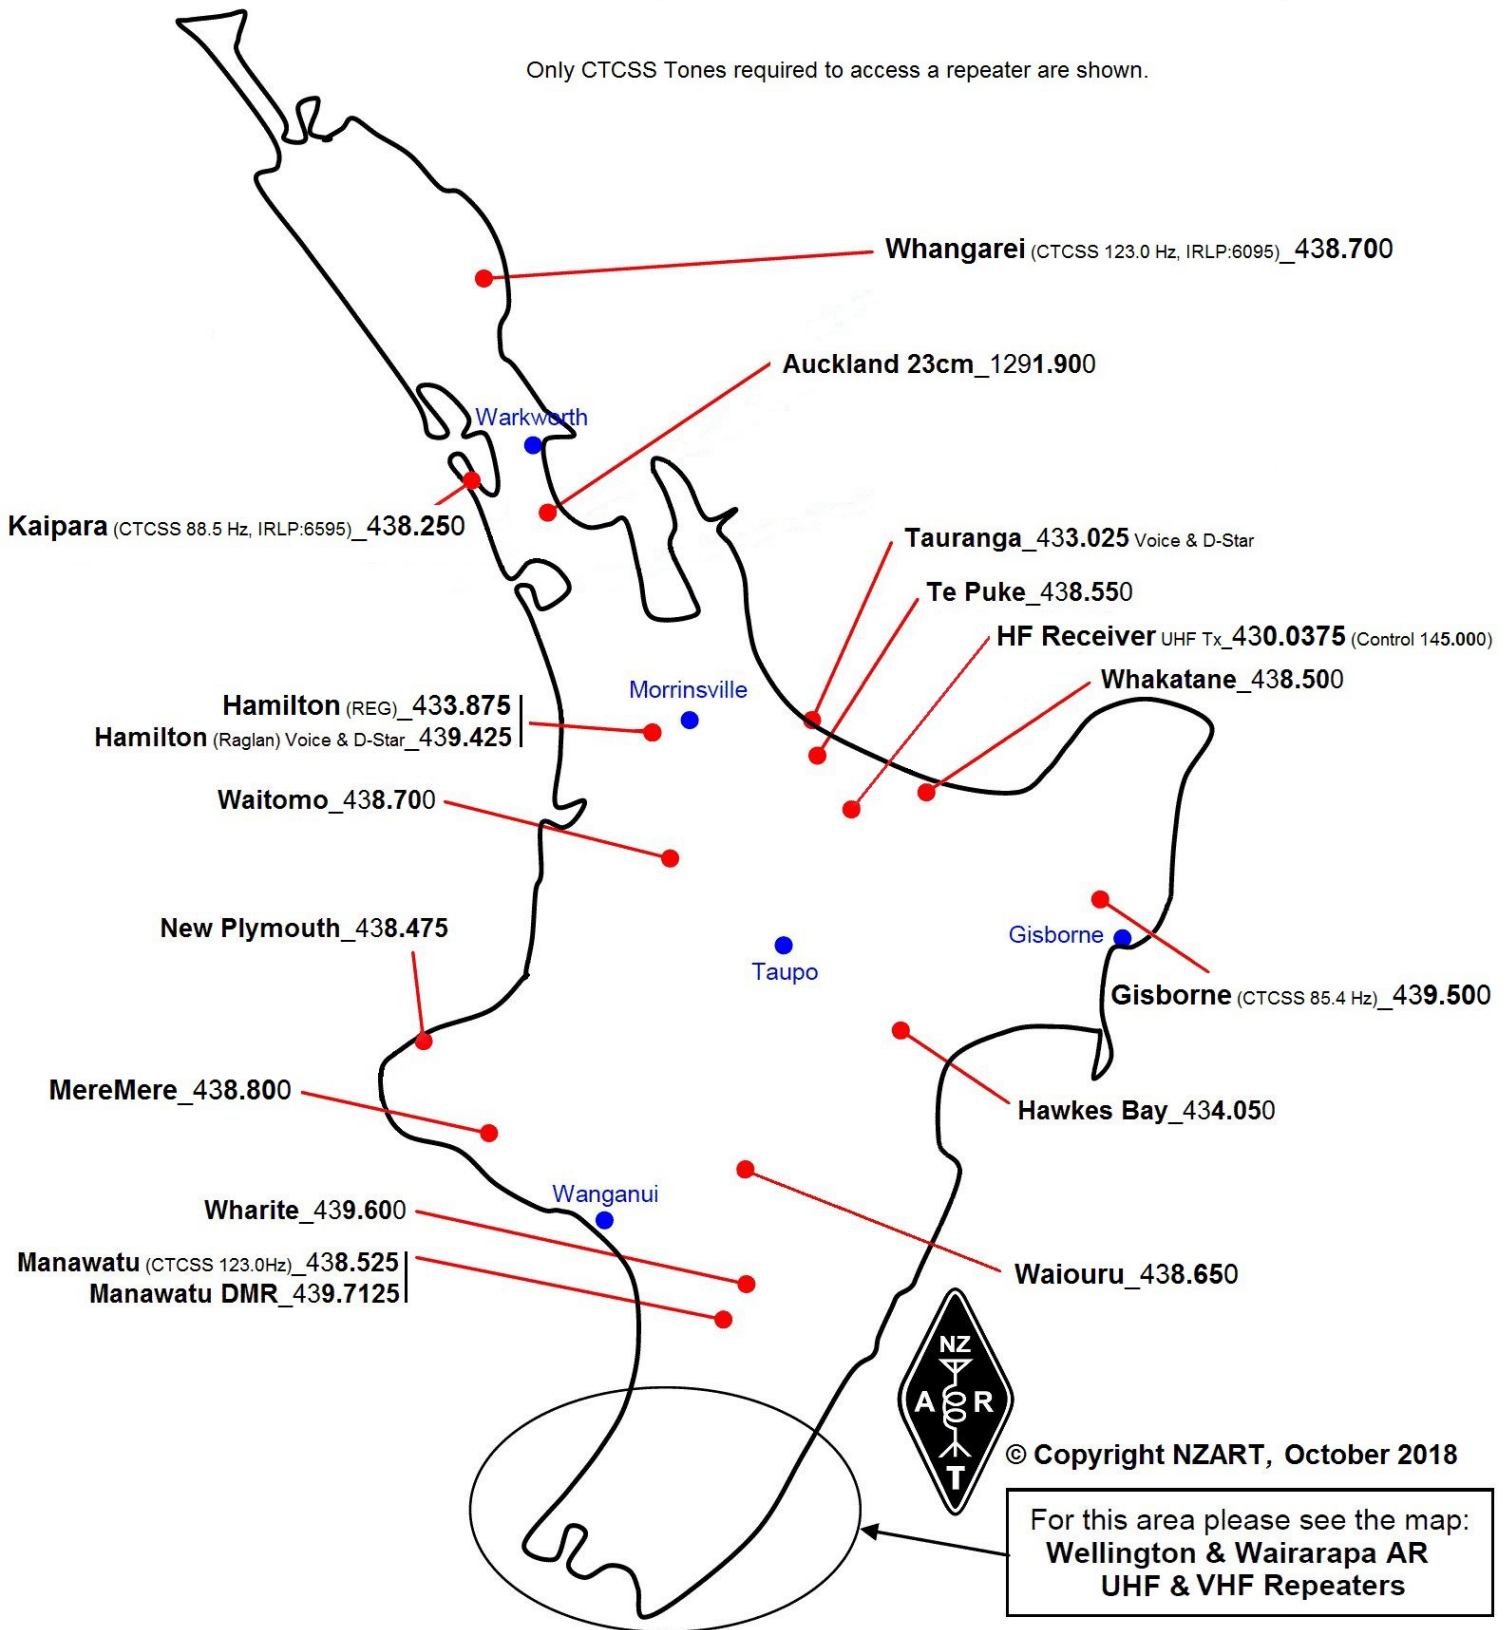 Only CTCSS Tones required to access a repeater are shown.
Whangarei (CTCSS 123.0 Hz, IRLP:6095)_438.700
Auckland 23cm_1291.900
Warkworth
Kaipara (CTCSS 88.5 Hz, IRLP:6595)_438.250
Tauranga_433.025 Voice & D-Star
Te Puke_438.550
HF Receiver UHF Tx_430.0375 (Control 145.000)
Whakatane_438.500
Morrinsville
Hamilton (REG)_433.875
Hamilton (Raglan) Voice & D-Star_439.425
Waitomo_438.700
New Plymouth_438.475
Gisborne
Taupo
Gisborne (CTCSS 85.4 Hz)_439.500
MereMere_438.800
Hawkes Bay_434.050
Wanganui
Wharite_439.600
Manawatu (CTCSS 123.0Hz)_438.525
Manawatu DMR_439.7125
Waiouru_438.650
NZ
A R
T
© Copyright NZART, October 2018
For this area please see the map:
Wellington & Wairarapa AR
UHF & VHF Repeaters